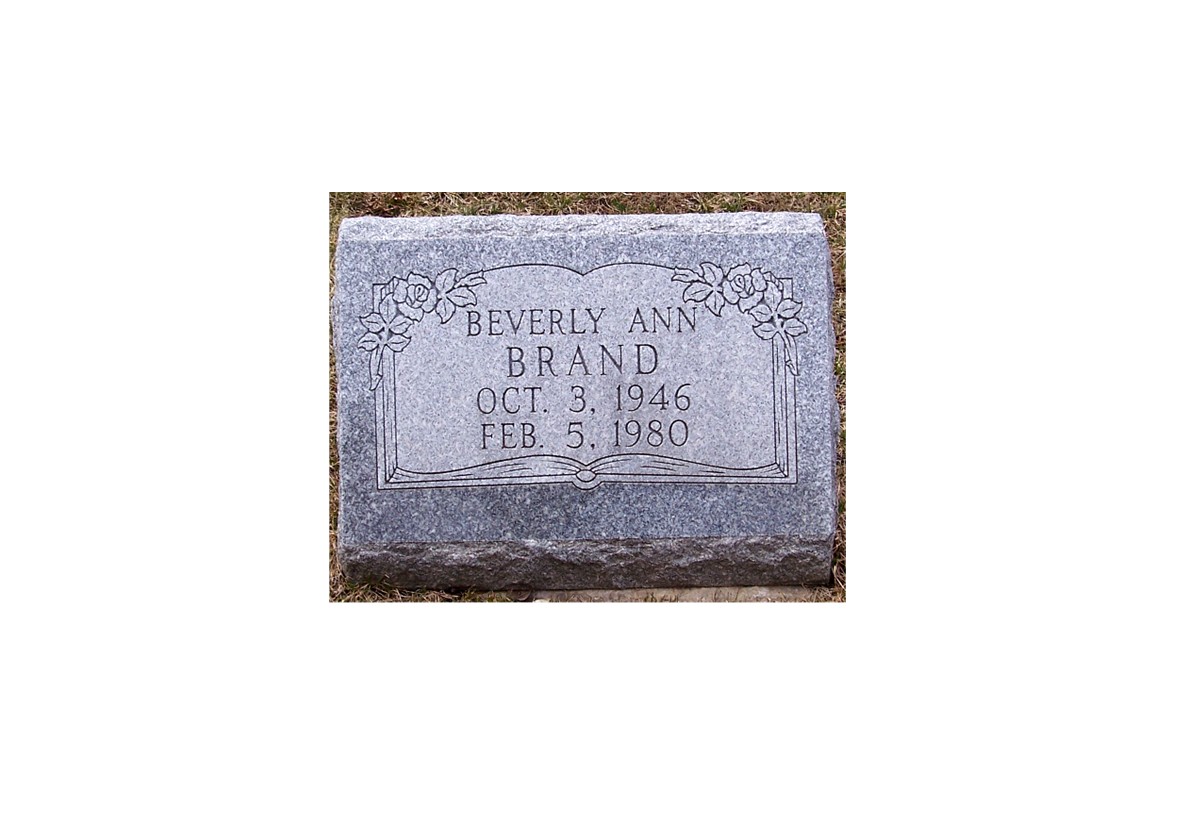 BEVERLY ANN
BRAND
OCT. 3, 1946
FEB. 5, 1980